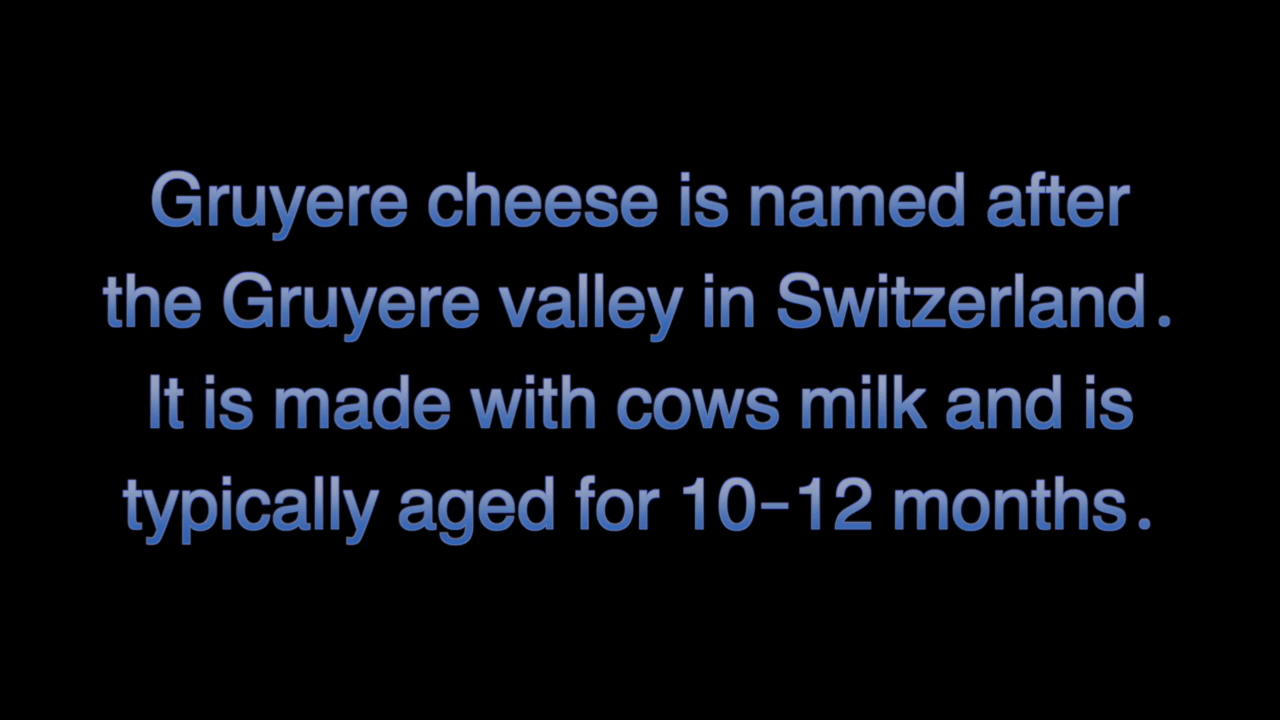 Gruyere cheese is named after
the Gruyere valley in Switzerland.
It is made with cows milk and is
typically aged for 10-12 months.